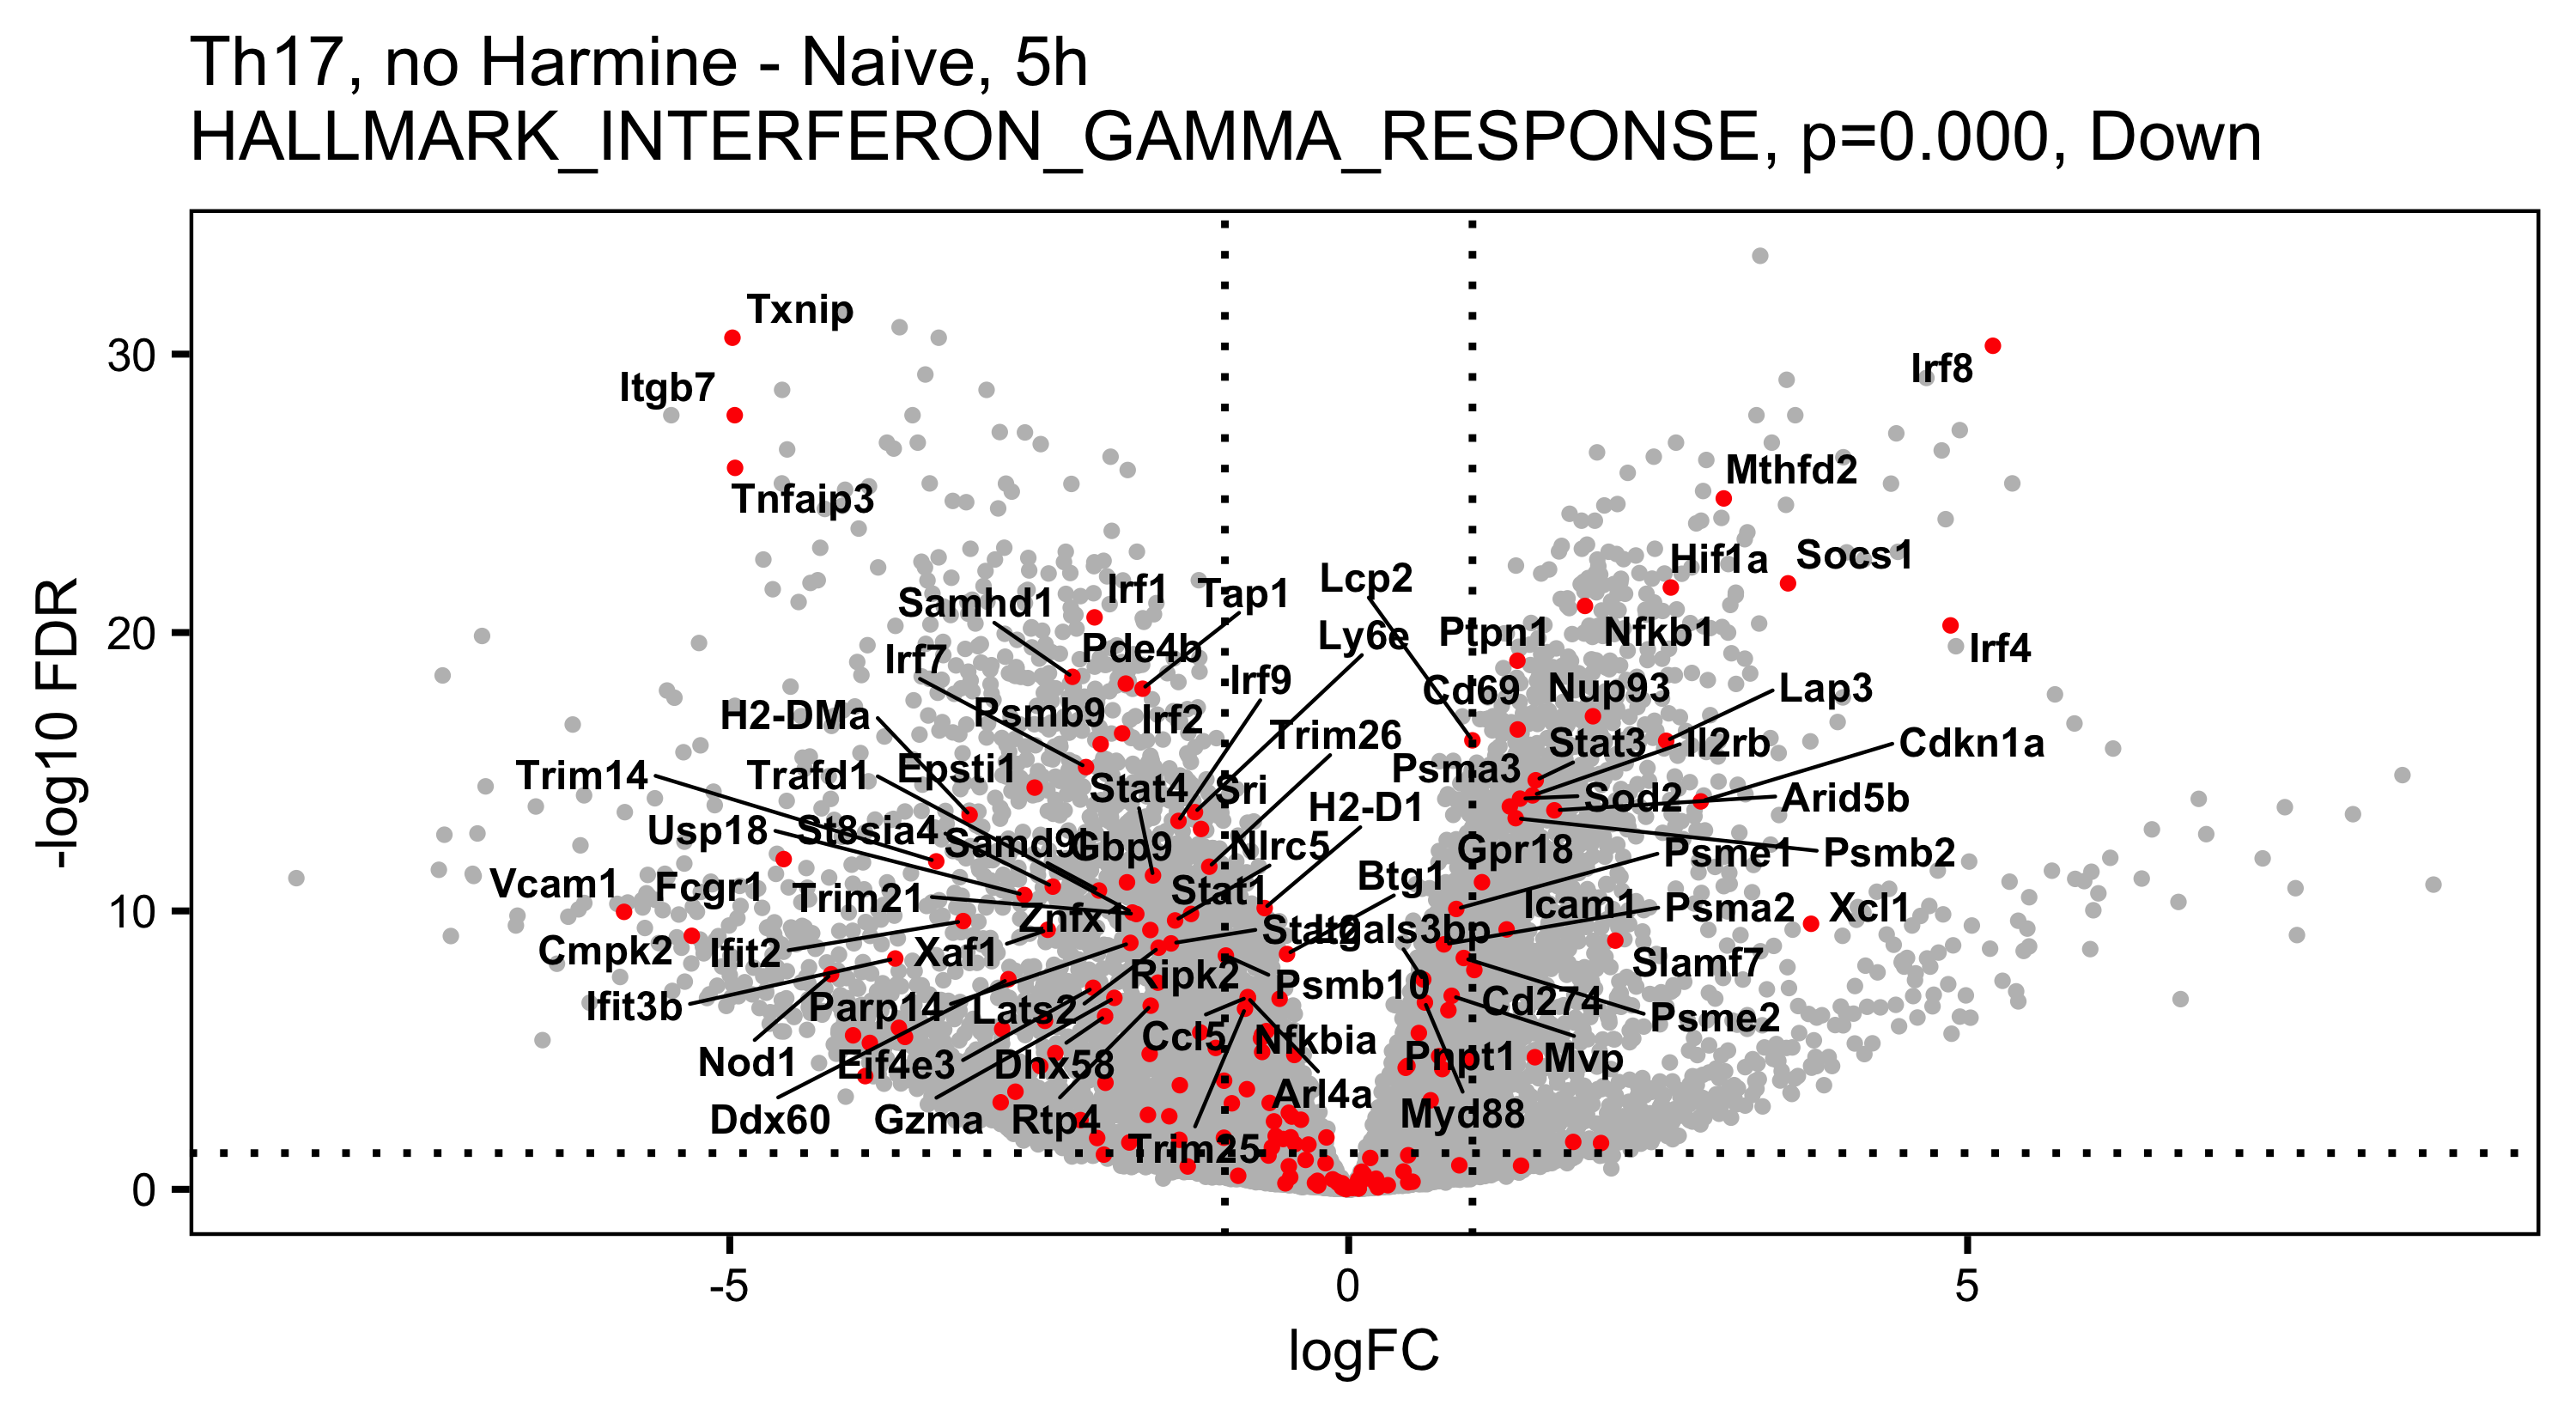 Th17, no Harmine - Naive, 5h
HALLMARK_INTERFERON_GAMMA_RESPONSE, p=0.000, Down
-log10 FDR
30
20
10
0
Txnip
Itgb7
Tnfaip3
Irf8
Mthfd2
Hif1a
Socs1
Irf4
Samhd1
Irf1
Tap1
Lcp2
Ly6e
Ptpn1
Nfkb1
Irf7
Pde4b
Irf9
Cd69
Nup93
Lap3
H2-DMa
Psmb9
Irf2
Trim26
Stat3
Il2rb
Cdkn1a
Trim14
Trafd1
Epsti1
Stat4
Sri
Psma3
Sod2
Arid5b
H2-D1
Usp18
St8sia4
Samd9l
Gbp9
Nlrc5
Gpr18
Psme1
Psmb2
Vcam1
Fcgr1
Trim21
Stat1
Btg1
Icam1
Psma2
Xcl1
Znfx1
Stat2
Lgals3bp
Cmpk2
Ifit2
Xaf1
Ripk2
Psmb10
Slamf7
Ifit3b
Parp14
Lats2
Cd274
Psme2
Ccl5
Nfkbia
Nod1
Eif4e3
Dhx58
Pnpt1
Mvp
Arl4a
Ddx60
Gzma
Rtp4
Trim25
Myd88
-5
0
5
logFC